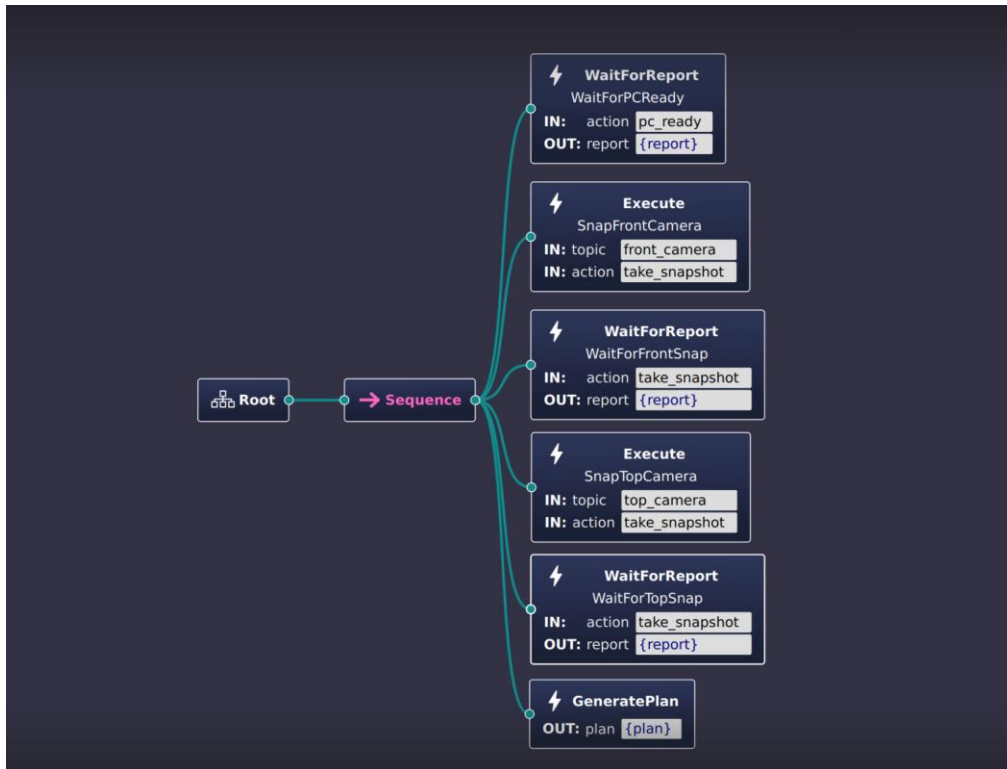 Root
Sequence
WaitForReport
WaitForPCReady
IN: action pc_ready
OUT: report {report}
Execute
SnapFrontCamera
IN: topic front_camera
IN: action take_snapshot
WaitForReport
WaitForFrontSnap
IN: action take_snapshot
OUT: report {report}
Execute
SnapTopCamera
IN: topic top_camera
IN: action take_snapshot
WaitForReport
WaitForTopSnap
IN: action take_snapshot
OUT: report {report}
GeneratePlan
OUT: plan {plan}